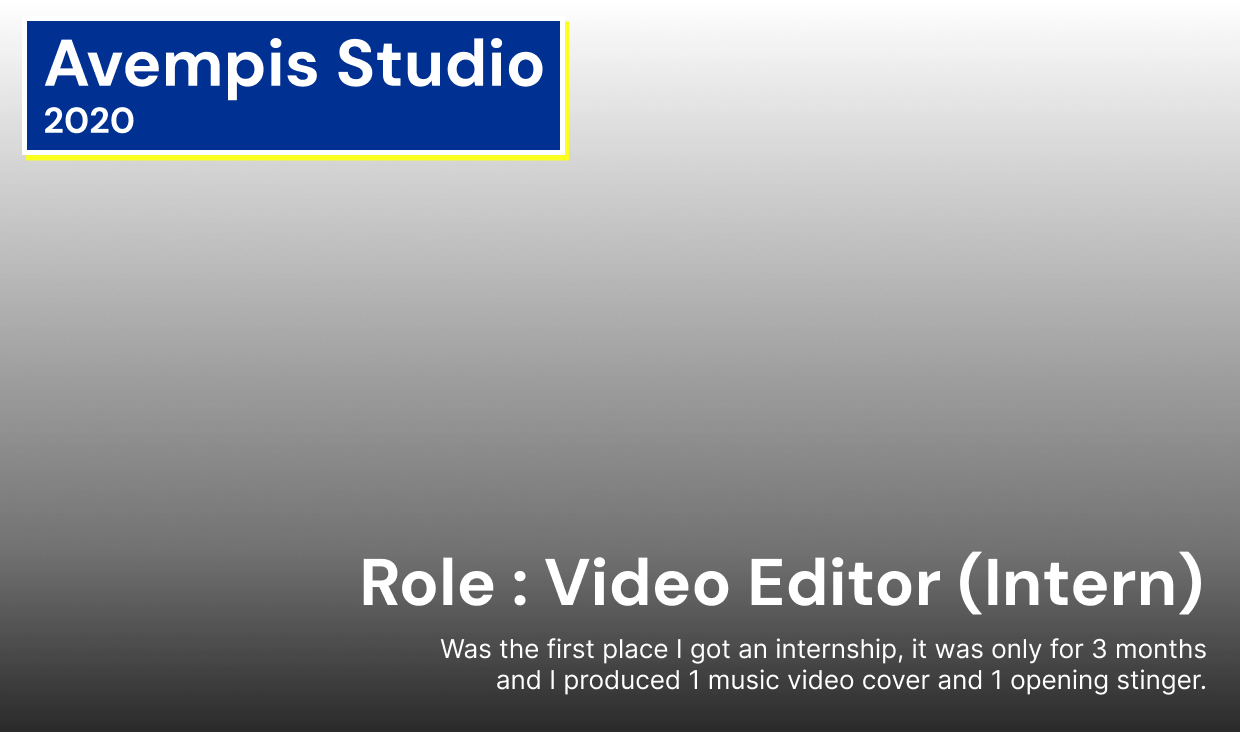 Avempis Studio
2020
Role : Video Editor (Intern)
Was the first place I got an internship, it was only for 3 months
and I produced 1 music video cover and 1 opening stinger.